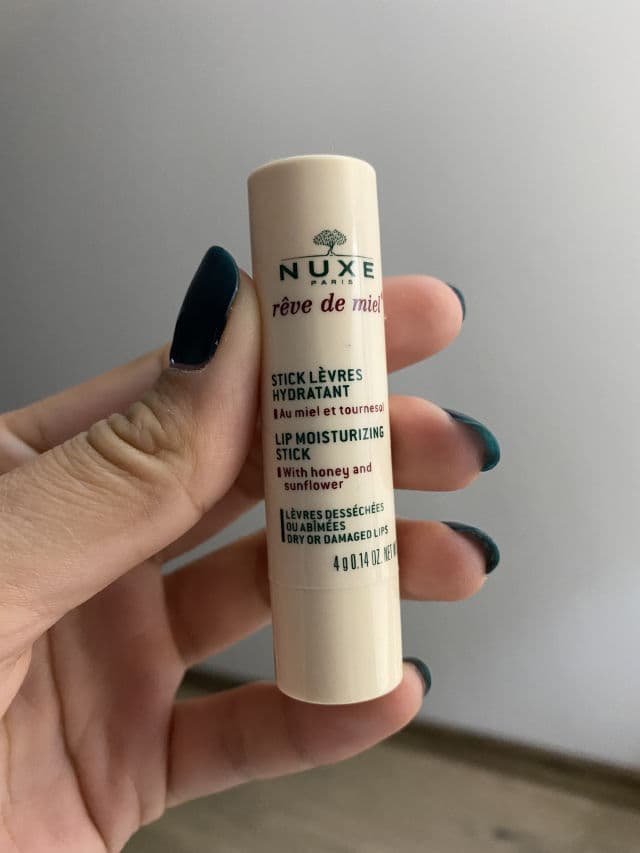 NUXE
PARIS
rêve de miel
STICK LÈVRES
HYDRATANT
Au miel et tournesol
LIP MOISTURIZING
STICK
With honey and
sunflower
LÈVRES DESSÉCHÉES
OU ABÎMÉES
DRY OR DAMAGED LIPS
4 g 0.14 OZ. NET